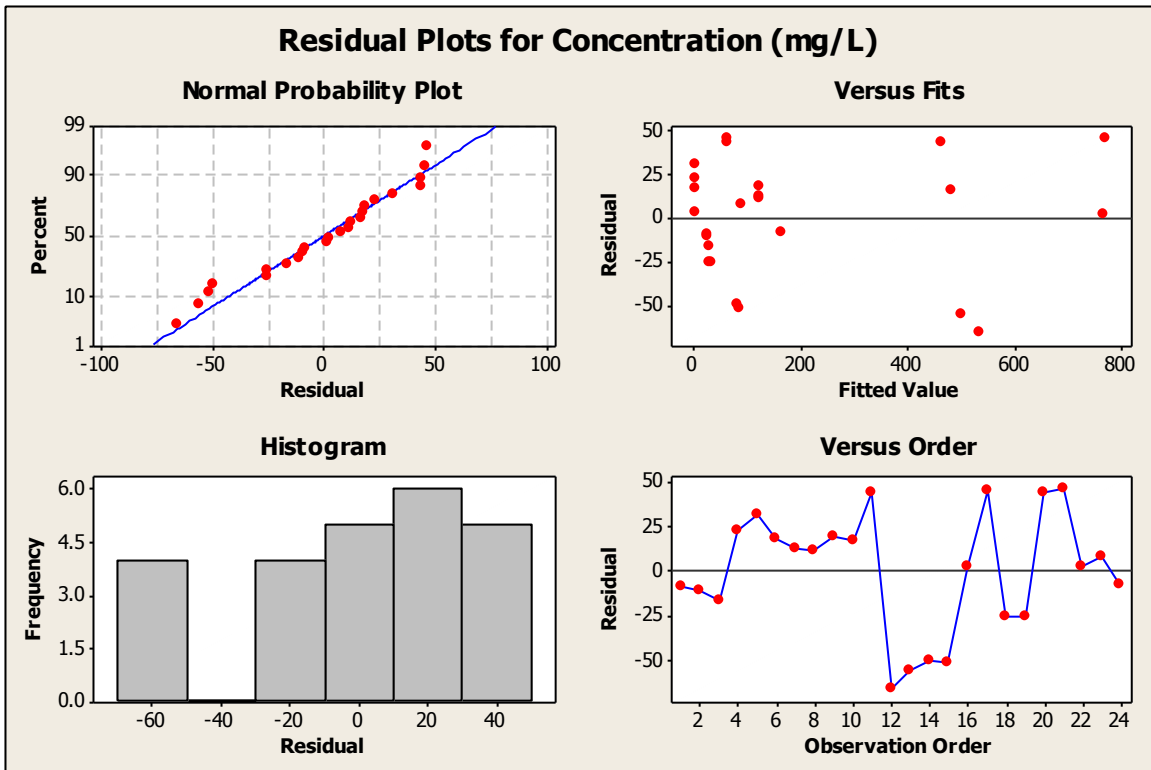 Residual Plots for Concentration (mg/L)
Normal Probability Plot
99
90
50
10
1
Percent
-100 -50 0 50 100
Residual
Versus Fits
50
25
0
-25
-50
Residual
0 200 400 600 800
Fitted Value
Histogram
6.0
4.5
3.0
1.5
0.0
Frequency
-60 -40 -20 0 20 40
Residual
Versus Order
50
25
0
-25
-50
Residual
2 4 6 8 10 12 14 16 18 20 22 24
Observation Order